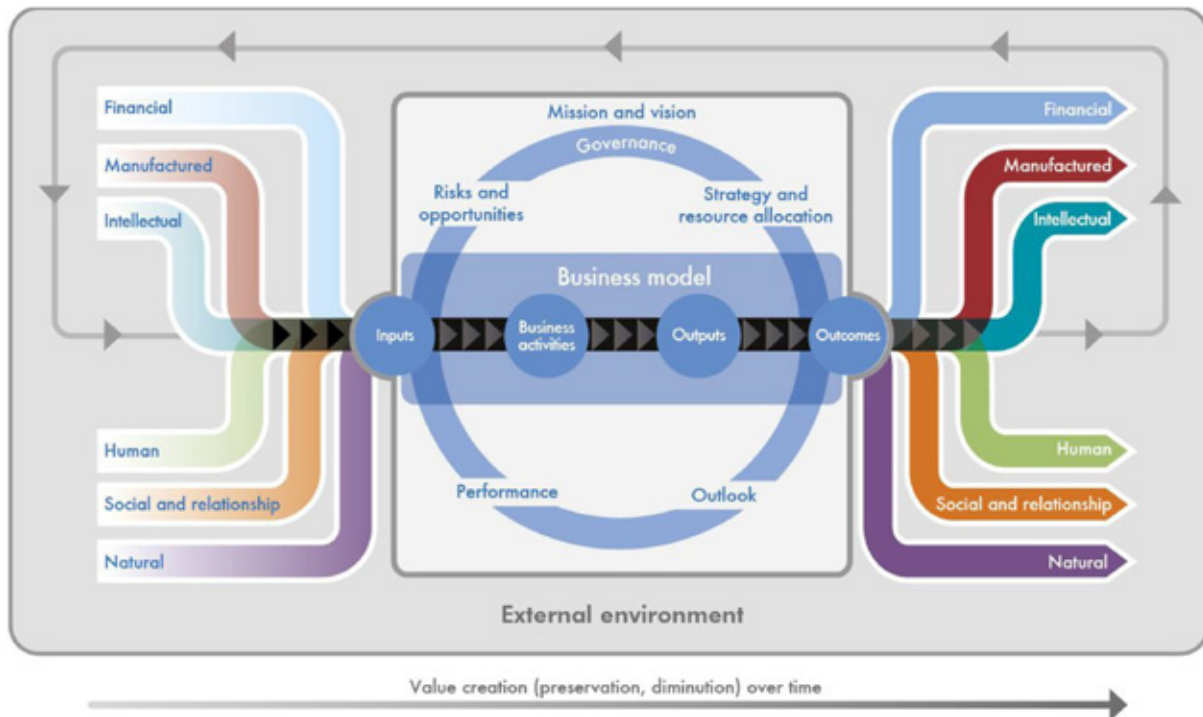 Financial
Manufactured
Intellectual
Human
Social and relationship
Natural
Mission and vision
Governance
Risks and
opportunities
Strategy and
resource allocation
Business model
Inputs
Business
activities
Outputs
Outcomes
Performance
Outlook
Financial
Manufactured
Intellectual
Human
Social and relationship
Natural
External environment
Value creation (preservation, diminution) over time